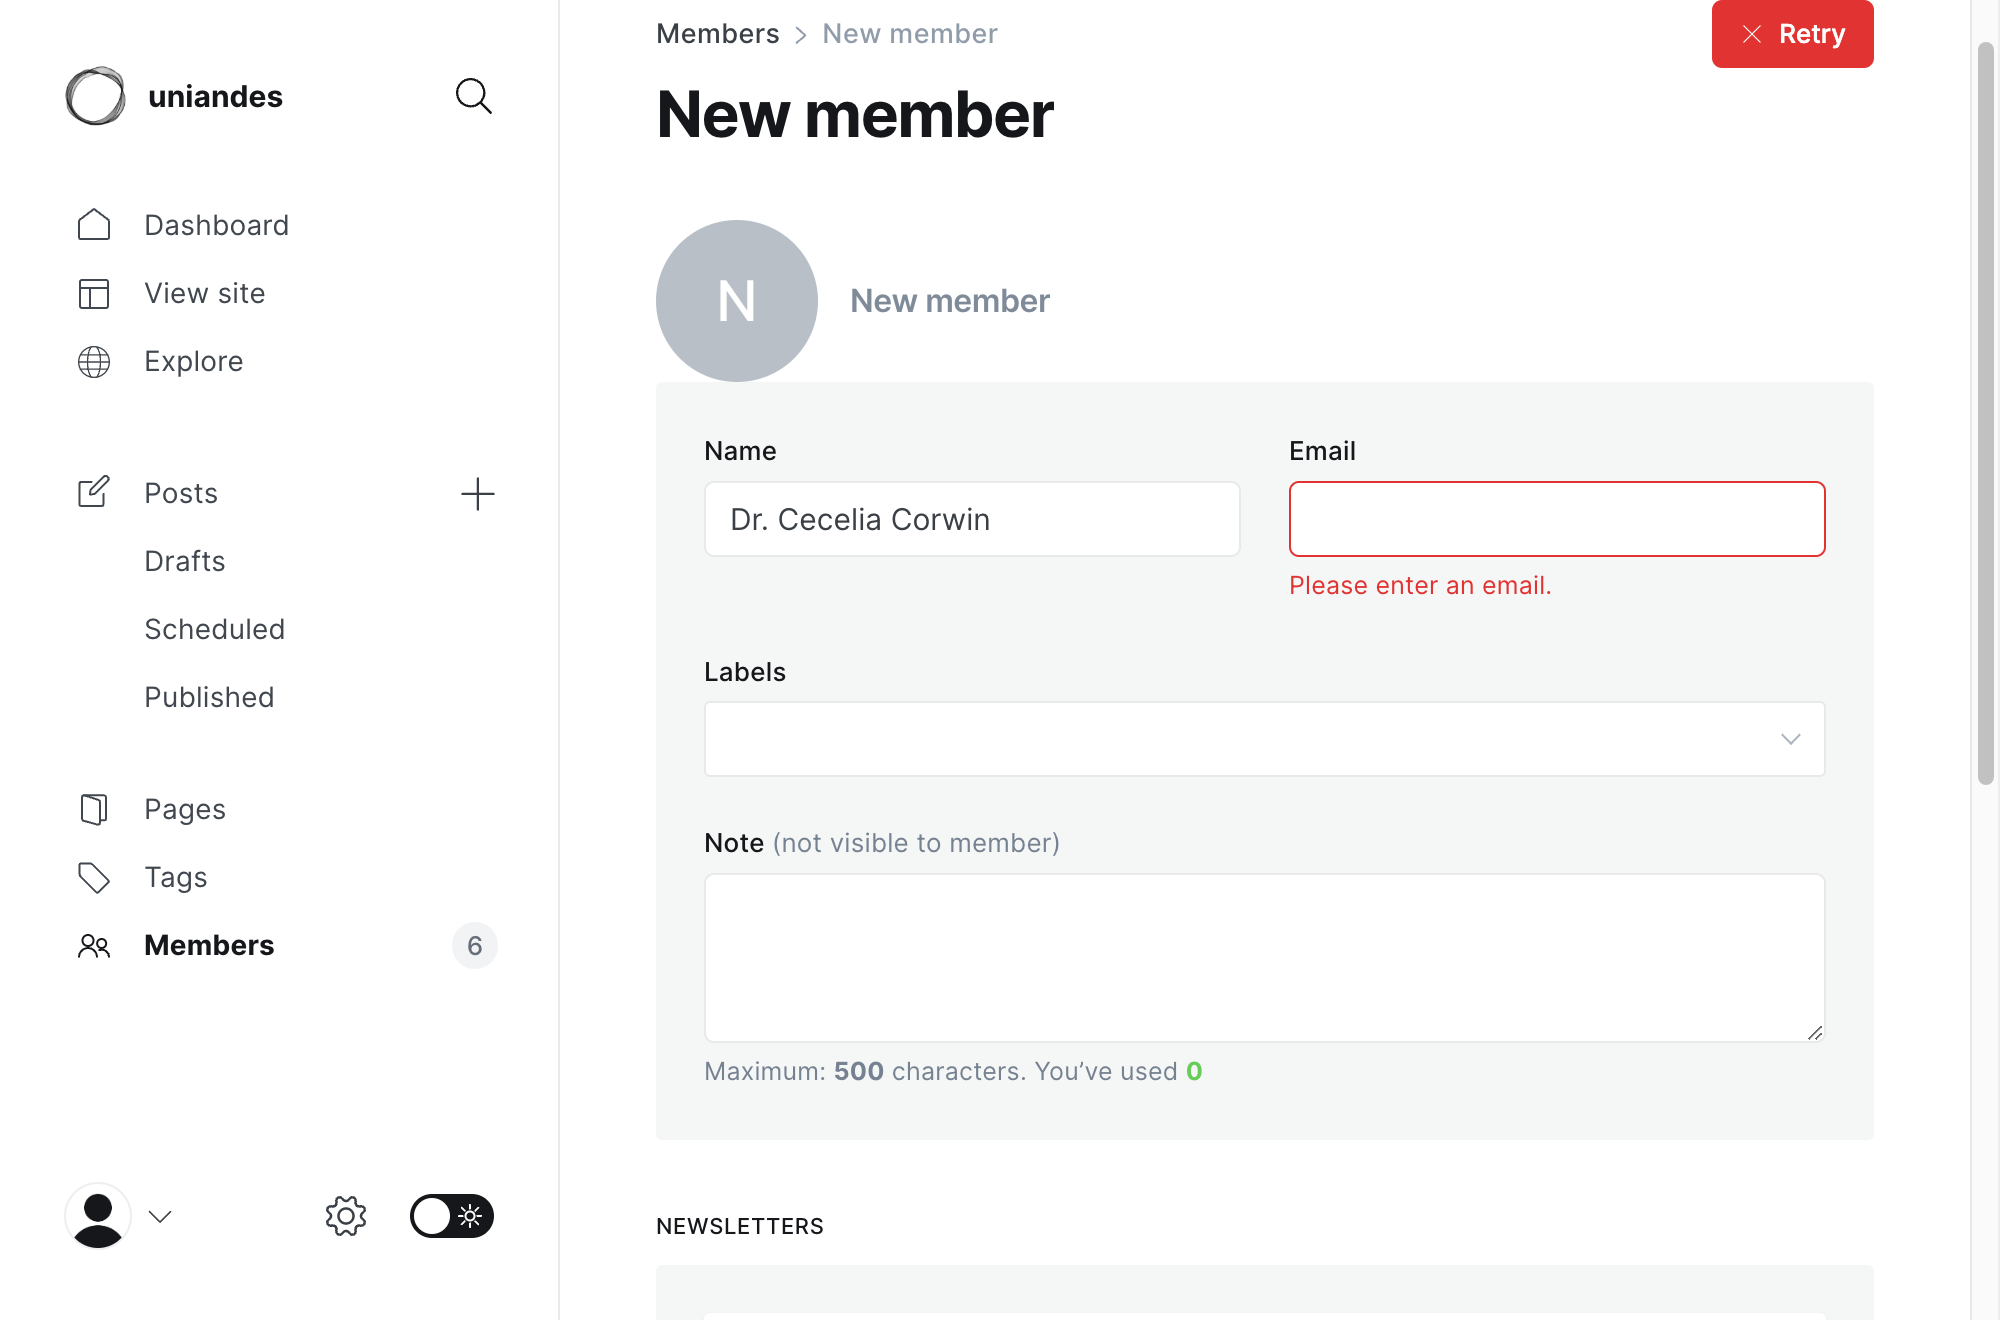 uniandes
Dashboard
View site
Explore
Posts
Drafts
Scheduled
Published
Pages
Tags
Members 6
Members > New member
Retry
New member
N
New member
Name
Dr. Cecelia Corwin
Email
Please enter an email.
Labels
Note (not visible to member)
Maximum: 500 characters. You’ve used 0
NEWSLETTERS